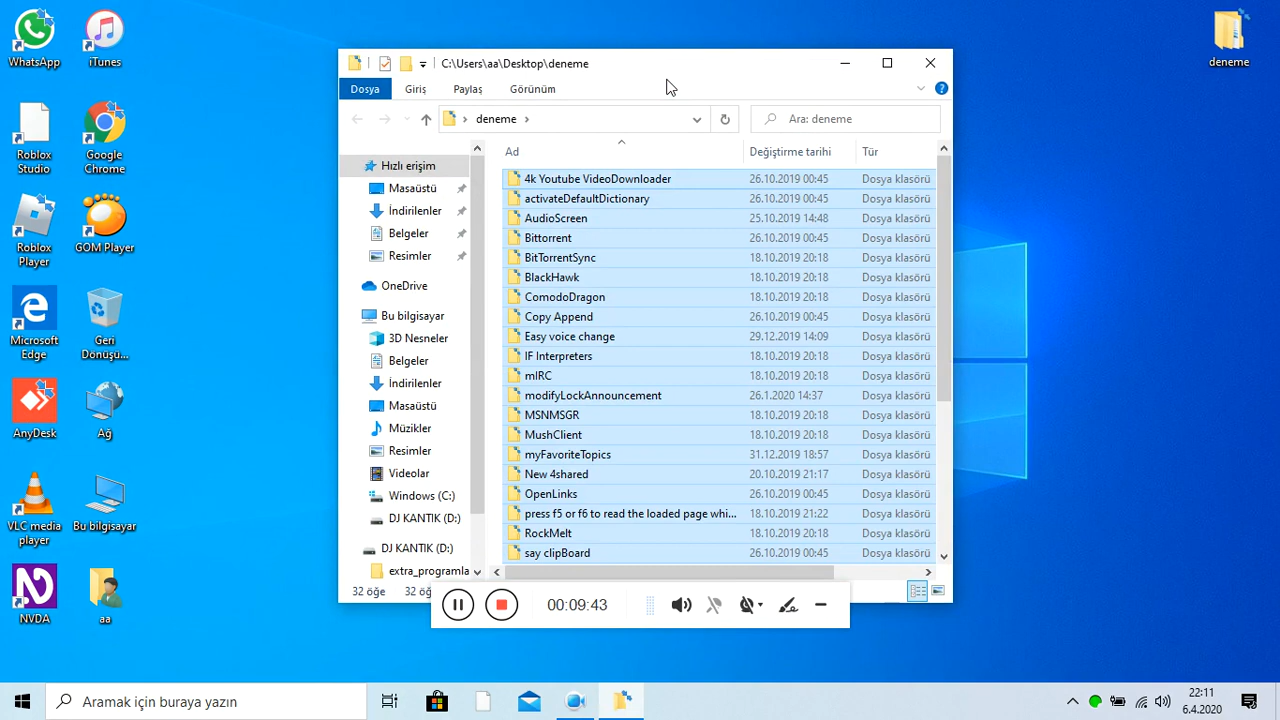 WhatsApp
iTunes
Roblox
Studio
Google
Chrome
Roblox
Player
GOM Player
Microsoft
Edge
Geri
Dönüşü...
AnyDesk
Ağ
VLC media
player
Bu bilgisayar
NVDA
aa
deneme
C:\Users\aa\Desktop\deneme
Dosya
Giriş
Paylaş
Görünüm
deneme
Ara: deneme
Hızlı erişim
Masaüstü
İndirilenler
Belgeler
Resimler
OneDrive
Bu bilgisayar
3D Nesneler
Belgeler
İndirilenler
Masaüstü
Müzikler
Resimler
Videolar
Windows (C:)
DJ KANTIK (D:)
DJ KANTIK (D:)
extra_programla
Ad Değiştirme tarihi Tür
4k Youtube VideoDownloader 26.10.2019 00:45 Dosya klasörü
activateDefaultDictionary 26.10.2019 00:45 Dosya klasörü
AudioScreen 25.10.2019 14:48 Dosya klasörü
Bittorrent 26.10.2019 00:45 Dosya klasörü
BitTorrentSync 18.10.2019 20:18 Dosya klasörü
BlackHawk 18.10.2019 20:18 Dosya klasörü
ComodoDragon 18.10.2019 20:18 Dosya klasörü
Copy Append 26.10.2019 00:45 Dosya klasörü
Easy voice change 29.12.2019 14:09 Dosya klasörü
IF Interpreters 18.10.2019 20:18 Dosya klasörü
mIRC 18.10.2019 20:18 Dosya klasörü
modifyLockAnnouncement 26.1.2020 14:37 Dosya klasörü
MSNMSGR 18.10.2019 20:18 Dosya klasörü
MushClient 18.10.2019 20:18 Dosya klasörü
myFavoriteTopics 31.12.2019 18:57 Dosya klasörü
New 4shared 20.10.2019 21:17 Dosya klasörü
OpenLinks 26.10.2019 00:45 Dosya klasörü
press f5 or f6 to read the loaded page whi... 18.10.2019 21:22 Dosya klasörü
RockMelt 18.10.2019 20:18 Dosya klasörü
say clipBoard 26.10.2019 00:45 Dosya klasörü
32 öğe 32 öğ
00:09:43
Aramak için buraya yazın
22:11
6.4.2020